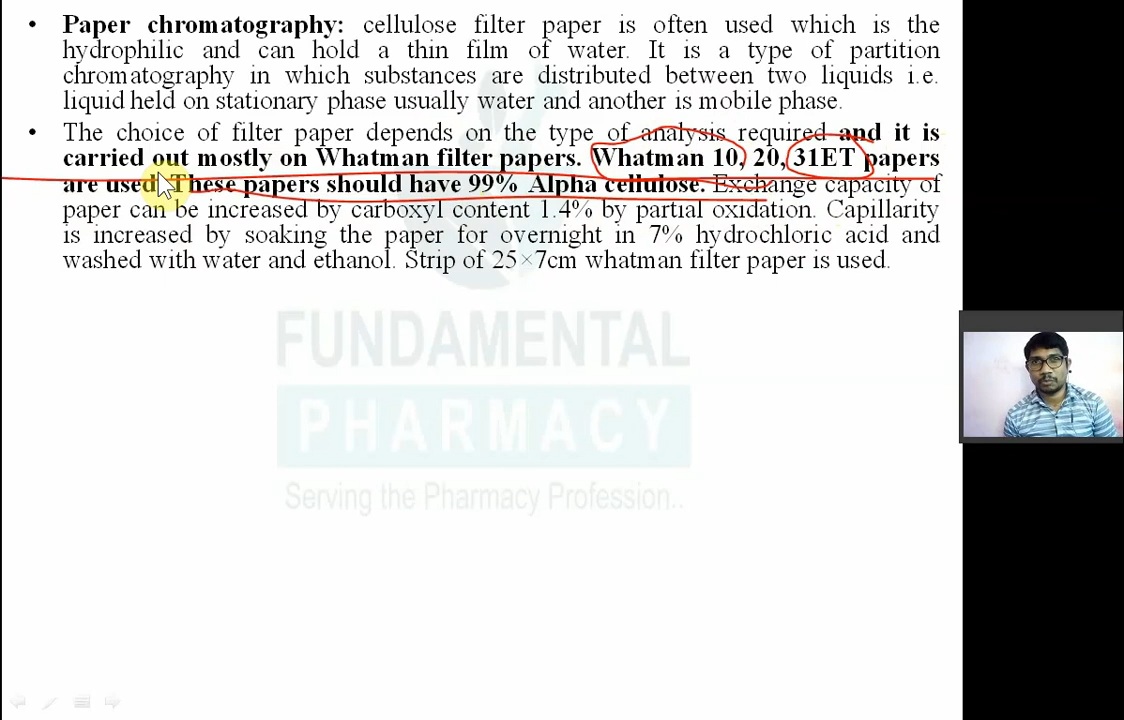 • Paper chromatography: cellulose filter paper is often used which is the
hydrophilic and can hold a thin film of water. It is a type of partition
chromatography in which substances are distributed between two liquids i.e.
liquid held on stationary phase usually water and another is mobile phase.
• The choice of filter paper depends on the type of analysis required and it is
carried out mostly on Whatman filter papers. Whatman 10, 20, 31ET papers
are used. These papers should have 99% Alpha cellulose. Exchange capacity of
paper can be increased by carboxyl content 1.4% by partial oxidation. Capillarity
is increased by soaking the paper for overnight in 7% hydrochloric acid and
washed with water and ethanol. Strip of 25×7cm whatman filter paper is used.
FUNDAMENTAL
PHARMACY
Serving the Pharmacy Profession..